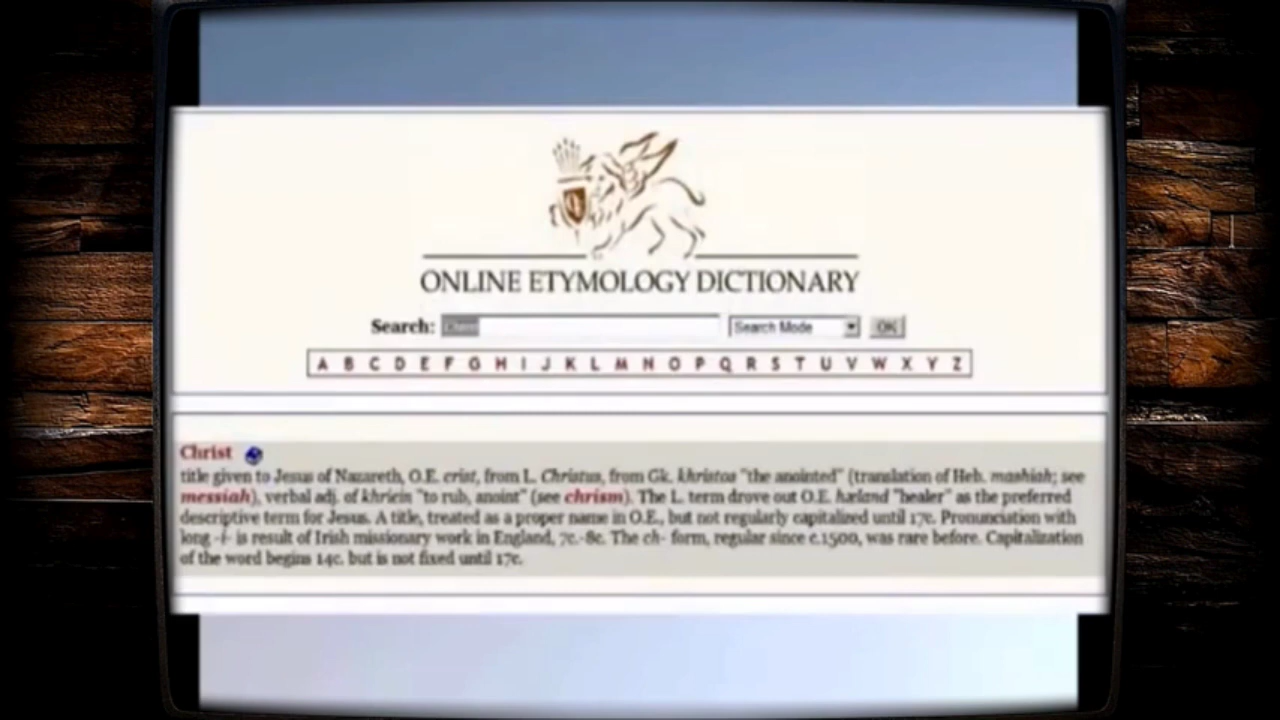 ONLINE ETYMOLOGY DICTIONARY
Search: Christ Search Mode OK
A B C D E F G H I J K L M N O P Q R S T U V W X Y Z
Christ
title given to Jesus of Nazareth, O.E. crist, from L. Christus, from Gk. khristos "the anointed" (translation of Heb. mashiah; see
messiah), verbal adj. of khriein "to rub, anoint" (see chrism). The L. term drove out O.E. hæland "healer" as the preferred
descriptive term for Jesus. A title, treated as a proper name in O.E., but not regularly capitalized until 17c. Pronunciation with
long -i- is result of Irish missionary work in England, 7c.-8c. The ch- form, regular since c.1500, was rare before. Capitalization
of the word begins 14c. but is not fixed until 17c.